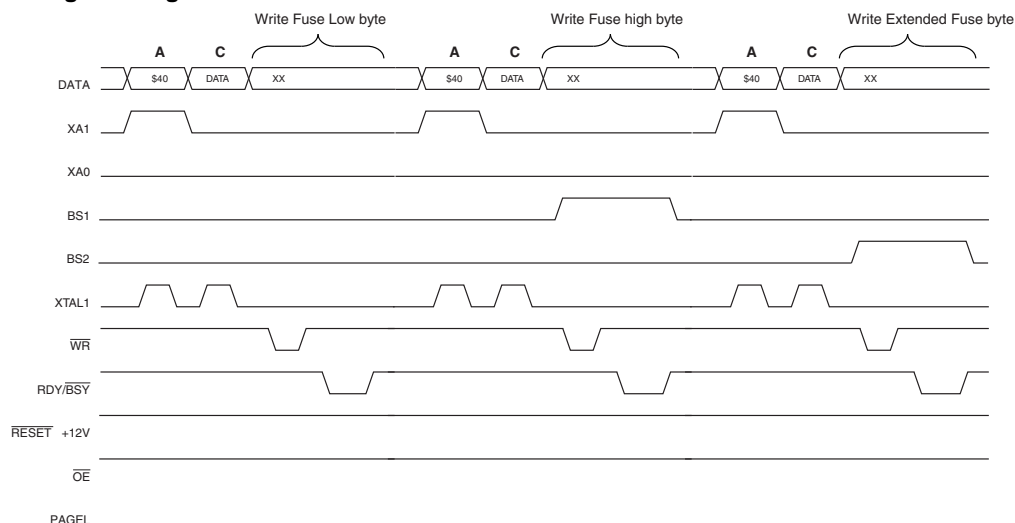 Write Fuse Low byte Write Fuse high byte Write Extended Fuse byte
A C A C A C
DATA $40 DATA XX $40 DATA XX $40 DATA XX
XA1
XA0
BS1
BS2
XTAL1
WR
RDY/BSY
RESET +12V
OE
PAGEL